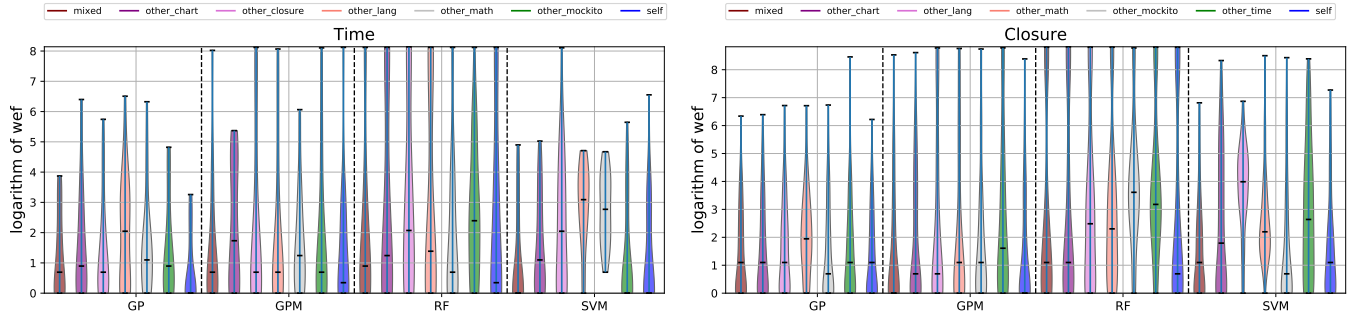 mixed other_chart other_closure other_lang other_math other_mockito self
Time
logarithm of wef
8
7
6
5
4
3
2
1
0
GP GPM RF SVM
mixed other_chart other_lang other_math other_mockito other_time self
Closure
logarithm of wef
8
7
6
5
4
3
2
1
0
GP GPM RF SVM